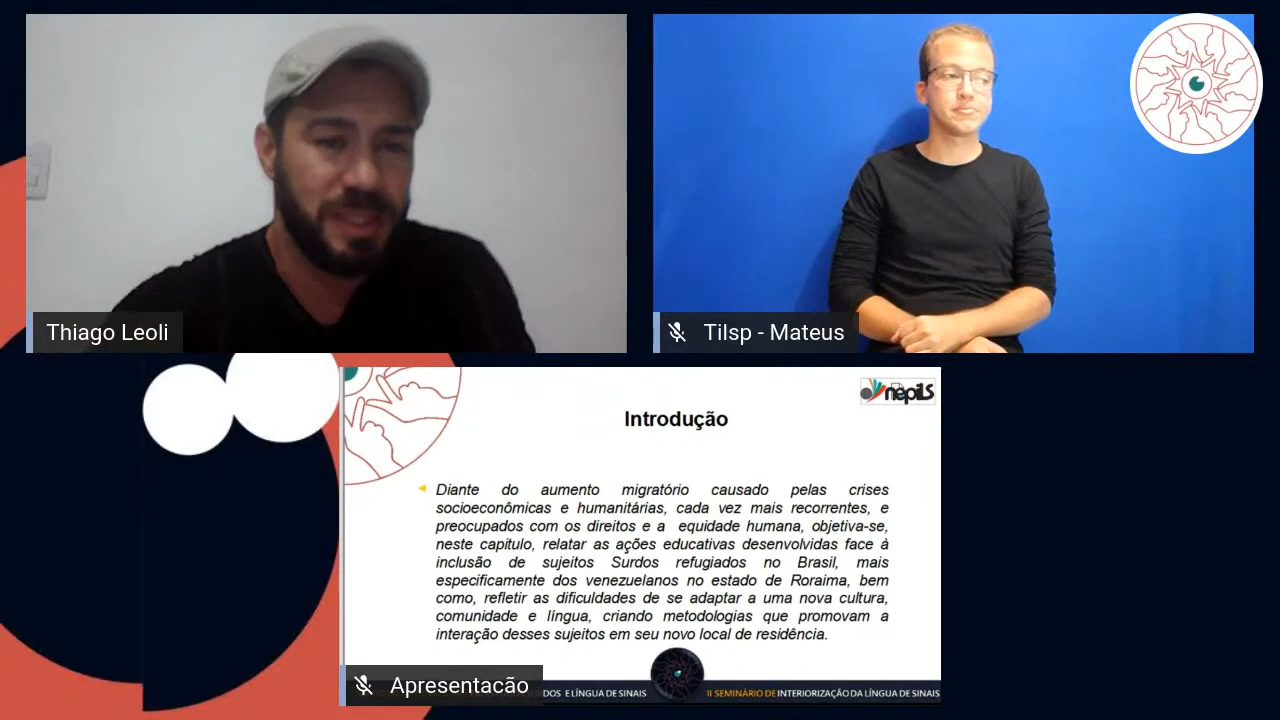 Thiago Leoli
Tilsp - Mateus
nepiLS
Introdução
Diante do aumento migratório causado pelas crises
socioeconômicas e humanitárias, cada vez mais recorrentes, e
preocupados com os direitos e a equidade humana, objetiva-se,
neste capitulo, relatar as ações educativas desenvolvidas face à
inclusão de sujeitos Surdos refugiados no Brasil, mais
especificamente dos venezuelanos no estado de Roraima, bem
como, refletir as dificuldades de se adaptar a uma nova cultura,
comunidade e língua, criando metodologias que promovam a
interação desses sujeitos em seu novo local de residência.
Apresentacão
E LÍNGUA DE SINAIS
II SEMINÁRIO DE INTERIORIZAÇÃO DA LÍNGUA DE SINAIS